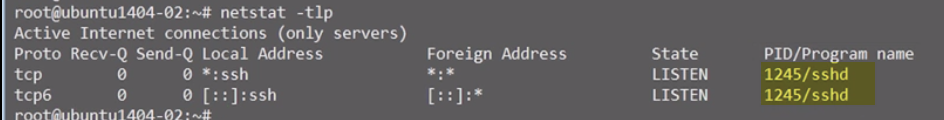 root@ubuntu1404-02:~# netstat -tlp
Active Internet connections (only servers)
Proto Recv-Q Send-Q Local Address           Foreign Address         State       PID/Program name
tcp        0      0 *:ssh                   *:*                     LISTEN      1245/sshd
tcp6       0      0 [::]:ssh                [::]:*                  LISTEN      1245/sshd
root@ubuntu1404-02:~#